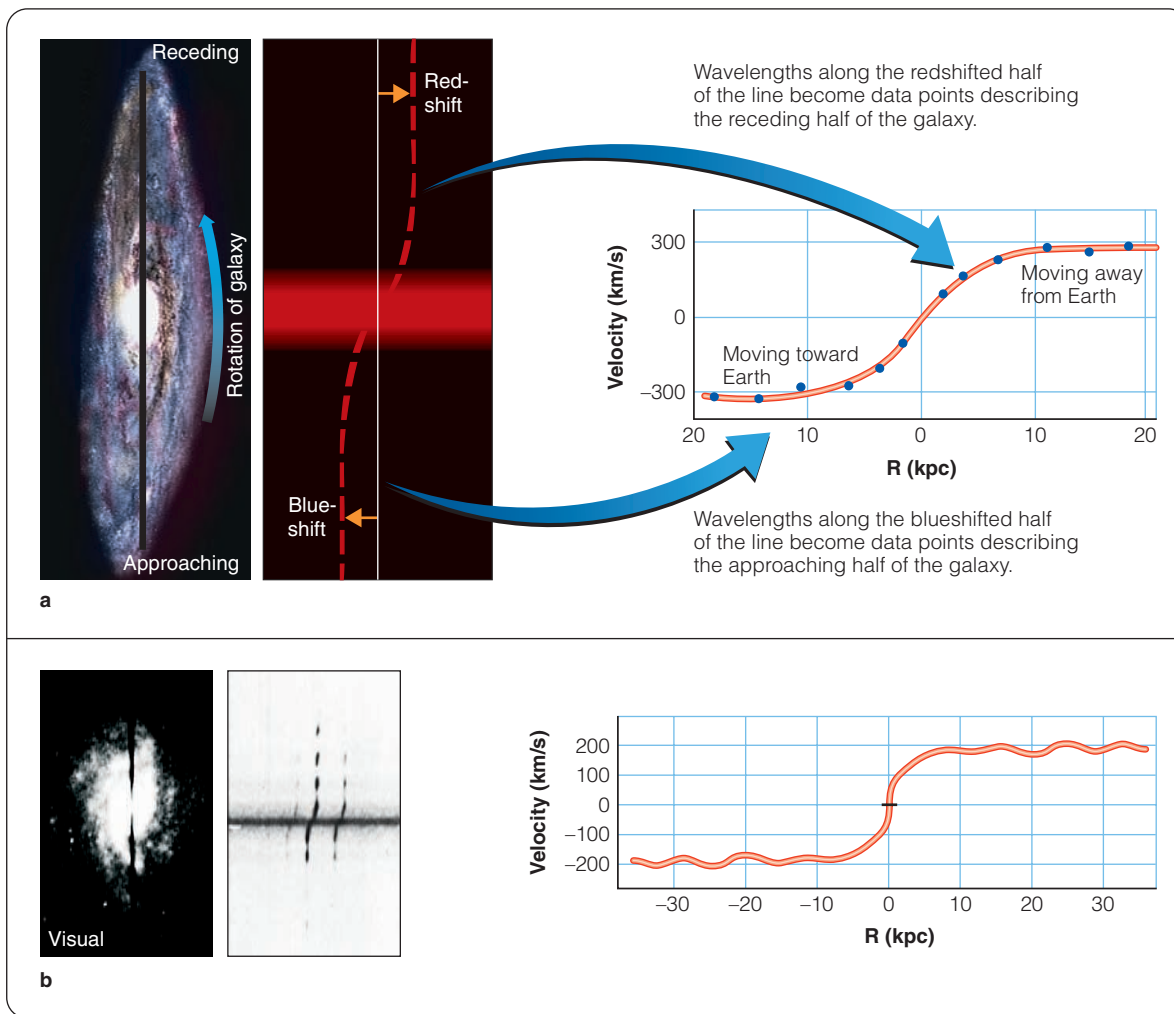 Receding
Red-
shift
Rotation of galaxy
Blue-
shift
Approaching
a
Wavelengths along the redshifted half
of the line become data points describing
the receding half of the galaxy.
Velocity (km/s)
300
0
−300
Moving away
from Earth
Moving toward
Earth
20 10 0 10 20
R (kpc)
Wavelengths along the blueshifted half
of the line become data points describing
the approaching half of the galaxy.
Visual
b
Velocity (km/s)
200
100
0
−100
−200
−30 −20 −10 0 10 20 30
R (kpc)